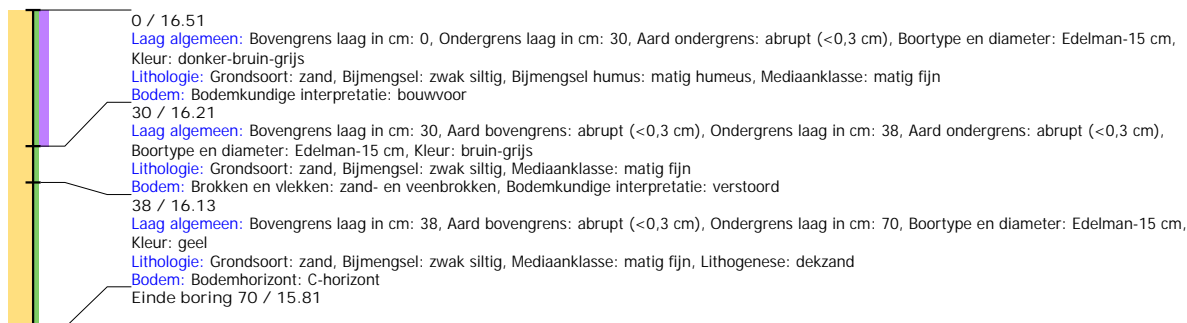 0 / 16.51
Laag algemeen: Bovengrens laag in cm: 0, Ondergrens laag in cm: 30, Aard ondergrens: abrupt (<0,3 cm), Boortype en diameter: Edelman-15 cm,
Kleur: donker-bruin-grijs
Lithologie: Grondsoort: zand, Bijmengsel: zwak siltig, Bijmengsel humus: matig humeus, Mediaanklasse: matig fijn
Bodem: Bodemkundige interpretatie: bouwvoor
30 / 16.21
Laag algemeen: Bovengrens laag in cm: 30, Aard bovengrens: abrupt (<0,3 cm), Ondergrens laag in cm: 38, Aard ondergrens: abrupt (<0,3 cm),
Boortype en diameter: Edelman-15 cm, Kleur: bruin-grijs
Lithologie: Grondsoort: zand, Bijmengsel: zwak siltig, Mediaanklasse: matig fijn
Bodem: Brokken en vlekken: zand- en veenbrokken, Bodemkundige interpretatie: verstoord
38 / 16.13
Laag algemeen: Bovengrens laag in cm: 38, Aard bovengrens: abrupt (<0,3 cm), Ondergrens laag in cm: 70, Boortype en diameter: Edelman-15 cm,
Kleur: geel
Lithologie: Grondsoort: zand, Bijmengsel: zwak siltig, Mediaanklasse: matig fijn, Lithogenese: dekzand
Bodem: Bodemhorizont: C-horizont
Einde boring 70 / 15.81